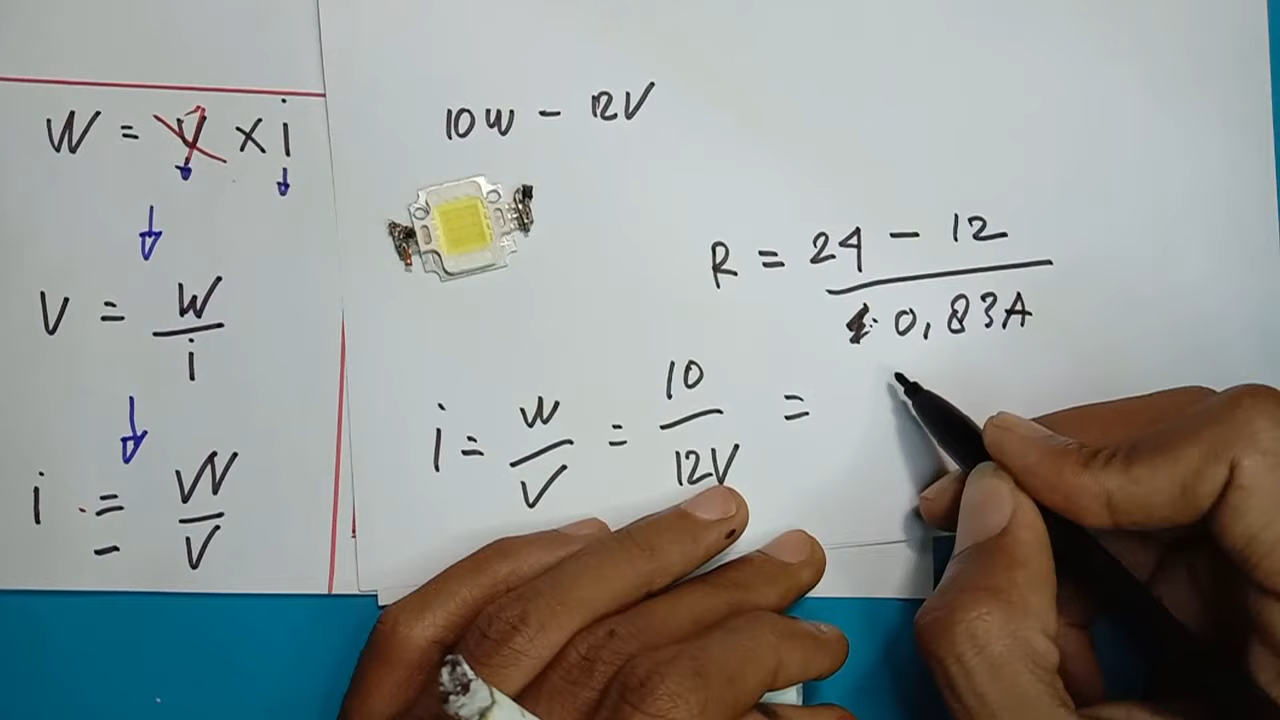 W = V x i
V = W
i
i = W
V
10W - 12V
R = 24 - 12
0,83A
i = W = 10 =
V 12V